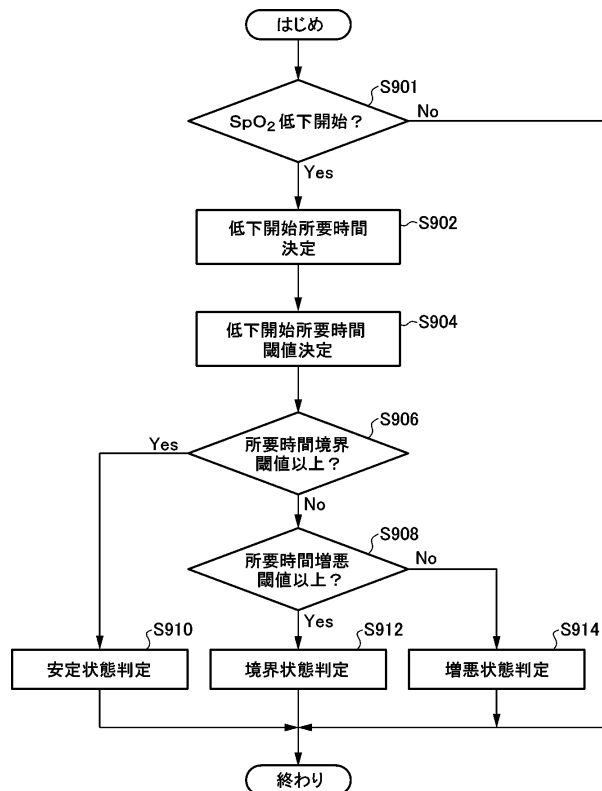 はじめ
S901
SpO₂低下開始？
No
Yes
低下開始所要時間
決定
S902
低下開始所要時間
閾値決定
S904
S906
Yes
所要時間境界
閾値以上？
No
S908
所要時間増悪
閾値以上？
No
Yes
S910
安定状態判定
S912
境界状態判定
S914
増悪状態判定
終わり